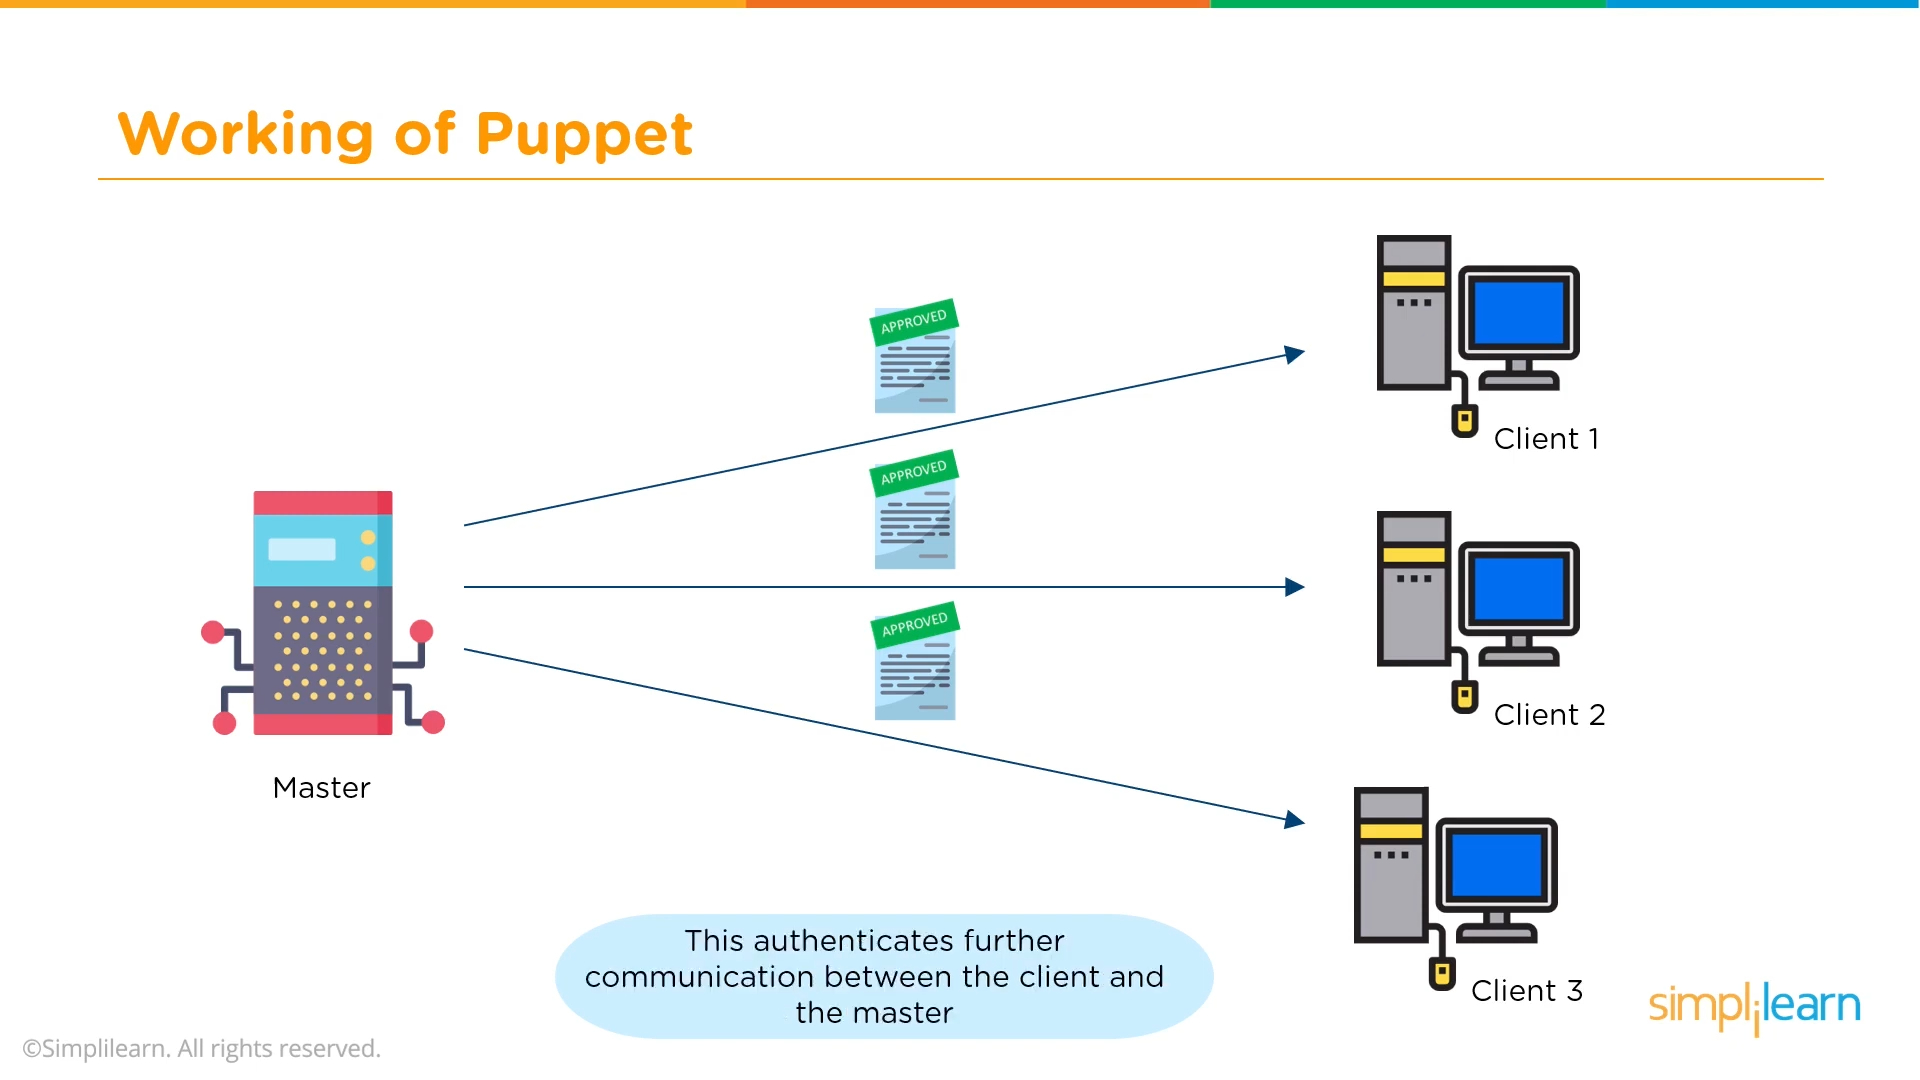 Working of Puppet
APPROVED
Client 1
APPROVED
Client 2
APPROVED
Master
Client 3
This authenticates further
communication between the client and
the master
simplilearn
©Simplilearn. All rights reserved.